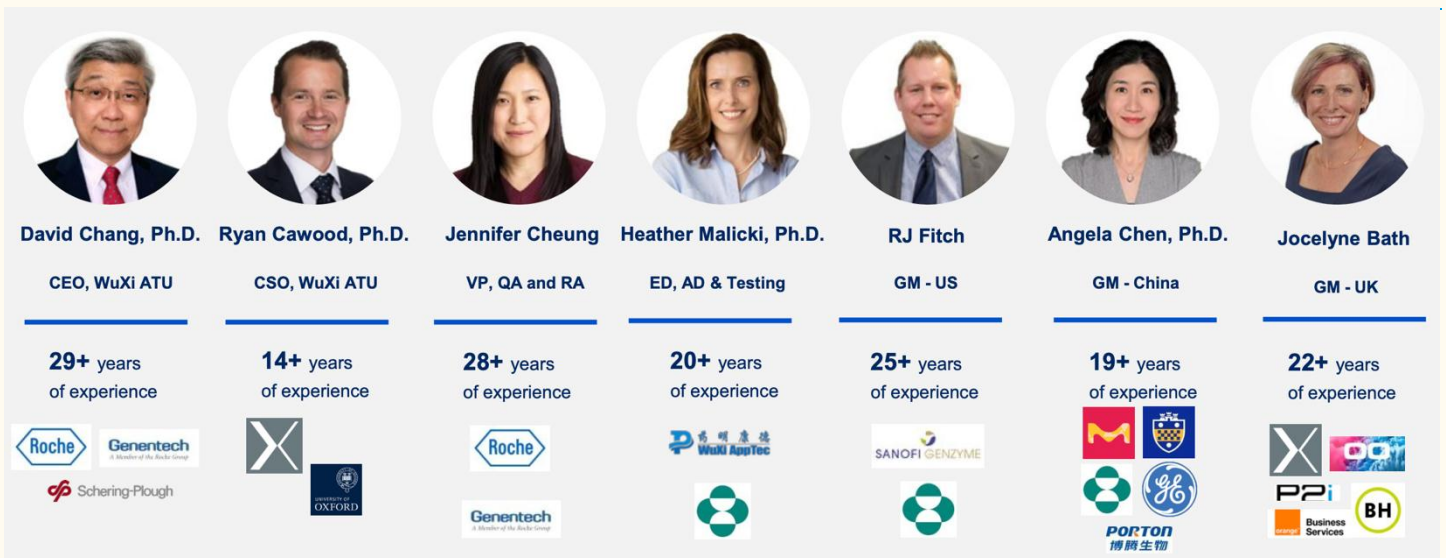 David Chang, Ph.D.
CEO, WuXi ATU
29+ years
of experience
Roche
Genentech
A Member of the Roche Group
Schering-Plough
Ryan Cawood, Ph.D.
CSO, WuXi ATU
14+ years
of experience
UNIVERSITY OF
OXFORD
Jennifer Cheung
VP, QA and RA
28+ years
of experience
Roche
Genentech
A Member of the Roche Group
Heather Malicki, Ph.D.
ED, AD & Testing
20+ years
of experience
药明康德
WuXi AppTec
RJ Fitch
GM - US
25+ years
of experience
SANOFI GENZYME
Angela Chen, Ph.D.
GM - China
19+ years
of experience
M
GE
PORTON
博腾生物
Jocelyne Bath
GM - UK
22+ years
of experience
P2i
orange
Business
Services
BH